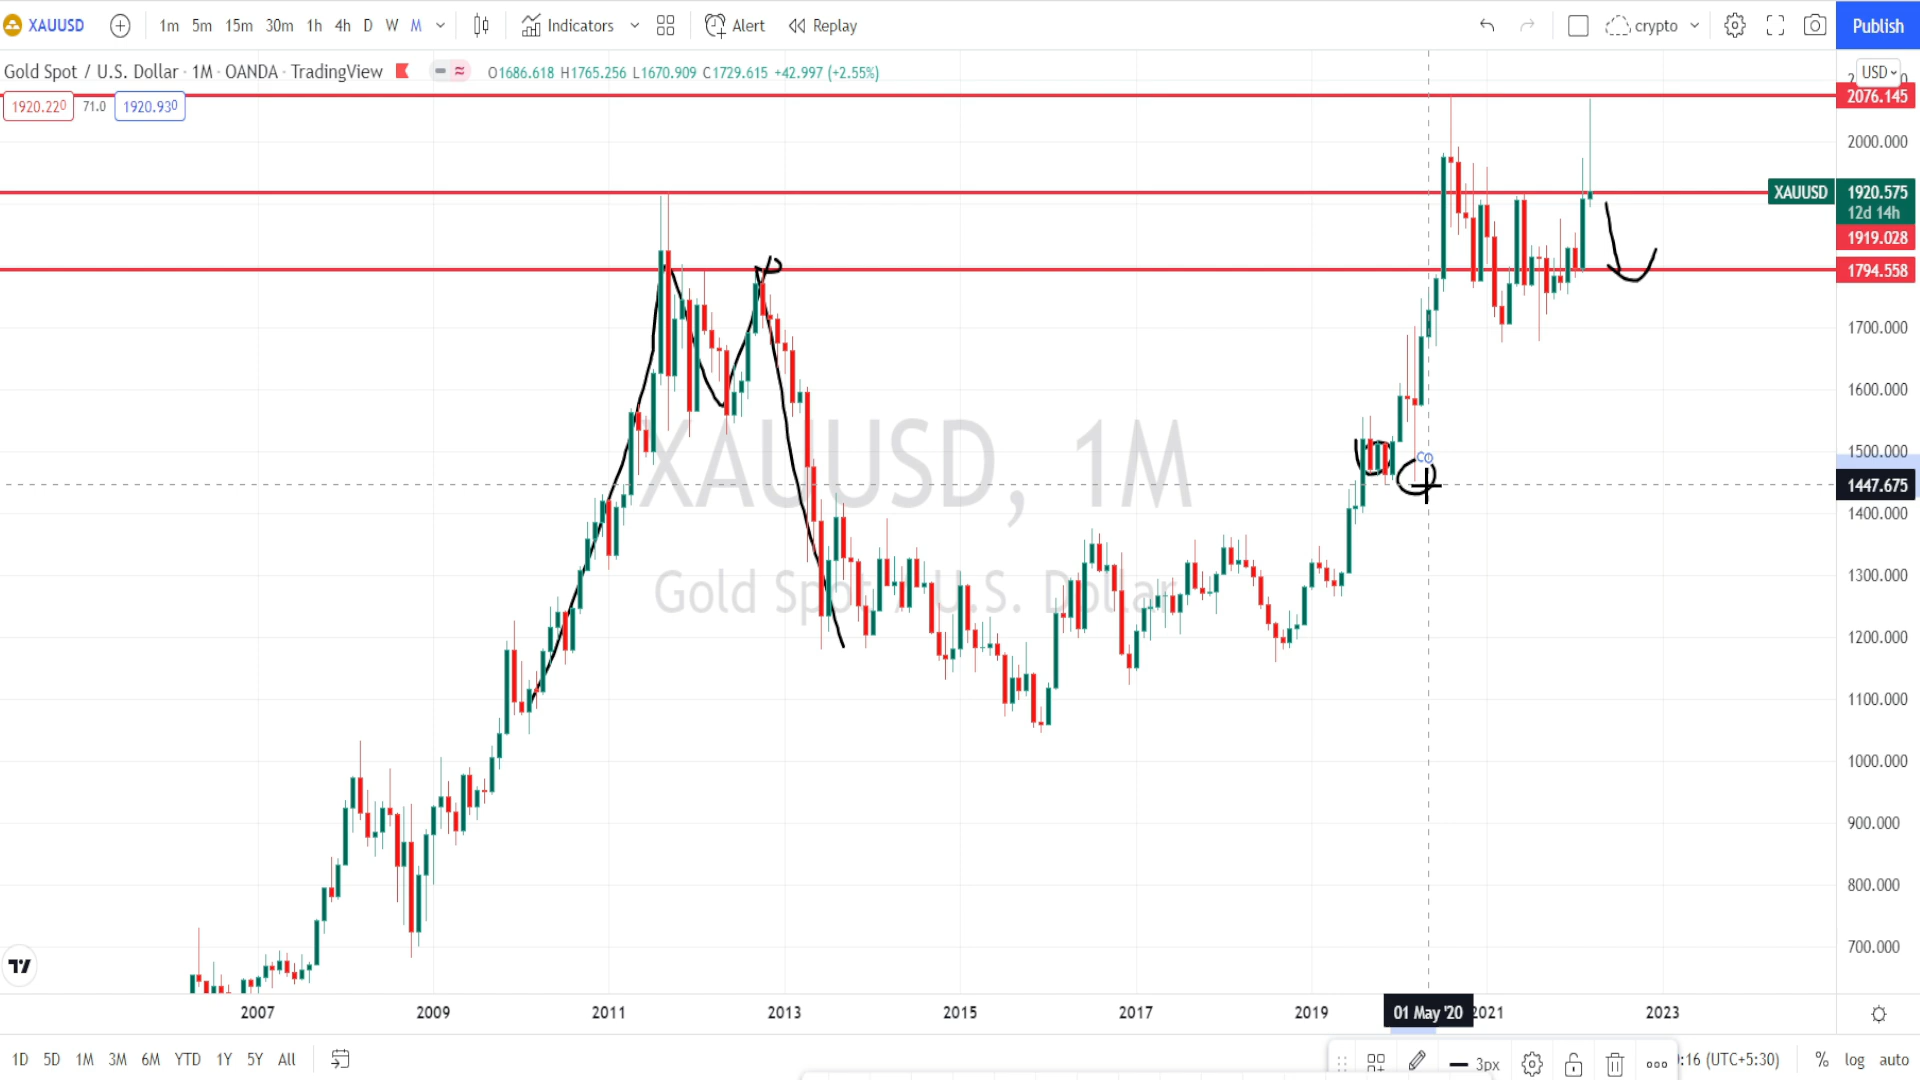 XAUUSD 1m 5m 15m 30m 1h 4h D W M Indicators Alert Replay crypto Publish
Gold Spot / U.S. Dollar · 1M · OANDA · TradingView O1686.618 H1765.256 L1670.909 C1729.615 +42.997 (+2.55%)
USD
1920.220 71.0 1920.930
2076.145
2000.000
XAUUSD 1920.575
12d 14h
1919.028
1794.558
1700.000
1600.000
1500.000
1447.675
1400.000
1300.000
1200.000
1100.000
1000.000
900.000
800.000
700.000
XAUUSD, 1M
Gold Spot / U.S. Dollar
2007 2009 2011 2013 2015 2017 2019 01 May '20 2021 2023
1D 5D 1M 3M 6M YTD 1Y 5Y All 3px :16 (UTC+5:30) % log auto